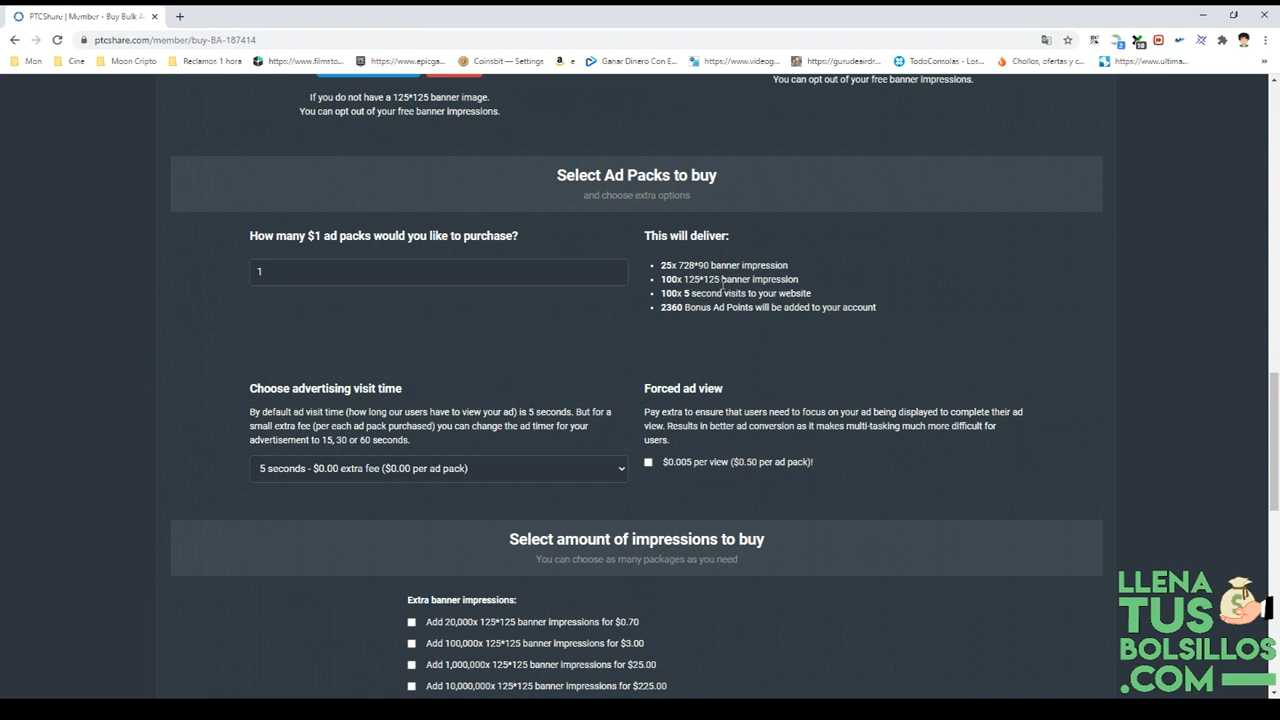 PTCShare | Member - Buy Bulk A
ptcshare.com/member/buy-BA-187414
Mon
Cine
Moon Cripto
Reclamos 1 hora
https://www.filmsto...
https://www.epicga...
Coinsbit — Settings
e
Ganar Dinero Con E...
https://www.videog...
https://gurudeairdr...
TodoConsolas - Los...
Chollos, ofertas y c...
https://www.ultima...
You can opt out of your free banner impressions.
If you do not have a 125*125 banner image.
You can opt out of your free banner impressions.
Select Ad Packs to buy
and choose extra options
How many $1 ad packs would you like to purchase?
1
This will deliver:
25x 728*90 banner impression
100x 125*125 banner impression
100x 5 second visits to your website
2360 Bonus Ad Points will be added to your account
Choose advertising visit time
By default ad visit time (how long our users have to view your ad) is 5 seconds. But for a
small extra fee (per each ad pack purchased) you can change the ad timer for your
advertisement to 15, 30 or 60 seconds.
5 seconds - $0.00 extra fee ($0.00 per ad pack)
Forced ad view
Pay extra to ensure that users need to focus on your ad being displayed to complete their ad
view. Results in better ad conversion as it makes multi-tasking much more difficult for
users.
$0.005 per view ($0.50 per ad pack)!
Select amount of impressions to buy
You can choose as many packages as you need
Extra banner impressions:
Add 20,000x 125*125 banner impressions for $0.70
Add 100,000x 125*125 banner impressions for $3.00
Add 1,000,000x 125*125 banner impressions for $25.00
Add 10,000,000x 125*125 banner impressions for $225.00
LLENA
TUS
BOLSILLOS
.COM